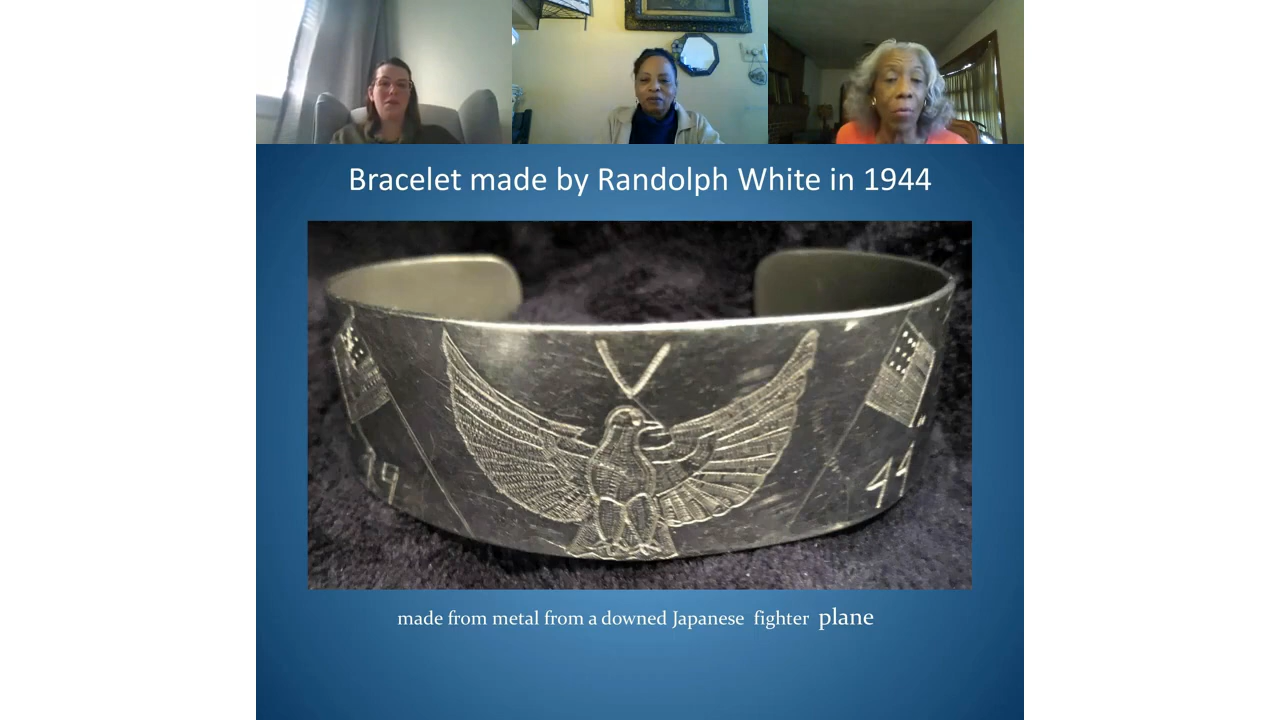 Bracelet made by Randolph White in 1944
V
19
44
made from metal from a downed Japanese fighter plane